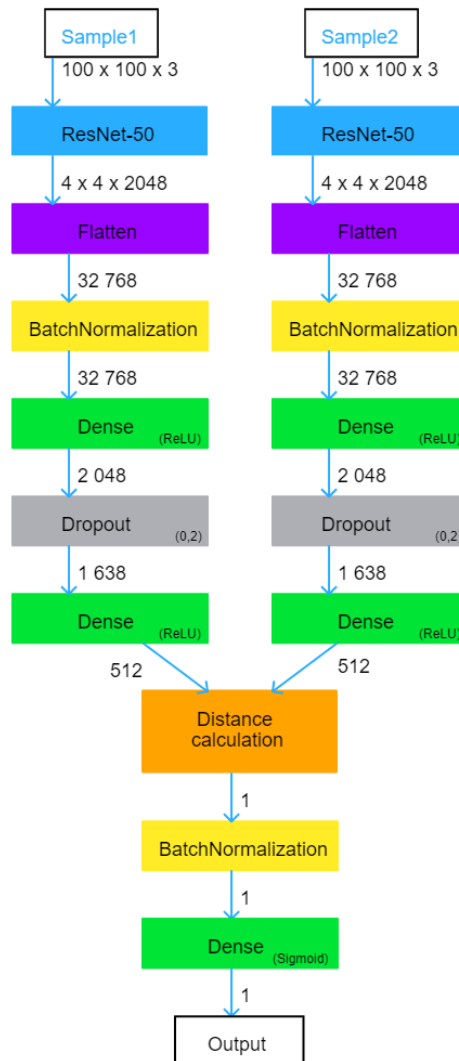 Sample1
Sample2
100 x 100 x 3
100 x 100 x 3
ResNet-50
ResNet-50
4 x 4 x 2048
4 x 4 x 2048
Flatten
Flatten
32 768
32 768
BatchNormalization
BatchNormalization
32 768
32 768
Dense
(ReLU)
Dense
(ReLU)
2 048
2 048
Dropout
(0,2)
Dropout
(0,2)
1 638
1 638
Dense
(ReLU)
Dense
(ReLU)
512
512
Distance
calculation
1
BatchNormalization
1
Dense
(Sigmoid)
1
Output